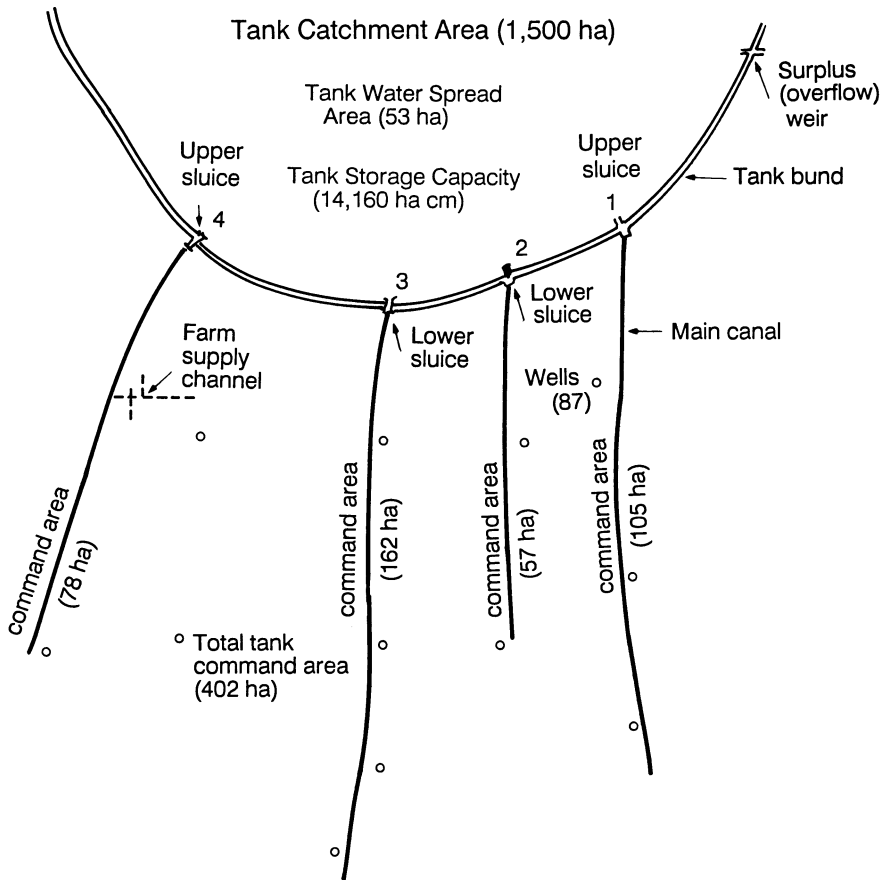 Tank Catchment Area (1,500 ha)
Tank Water Spread
Area (53 ha)
Surplus
(overflow)
weir
Upper
sluice
4
Tank Storage Capacity
(14,160 ha cm)
Upper
sluice
1
Tank bund
3
2
Lower
sluice
Lower
sluice
Main canal
Farm
supply
channel
Wells
(87)
command area
(78 ha)
command area
(162 ha)
command area
(57 ha)
command area
(105 ha)
Total tank
command area
(402 ha)